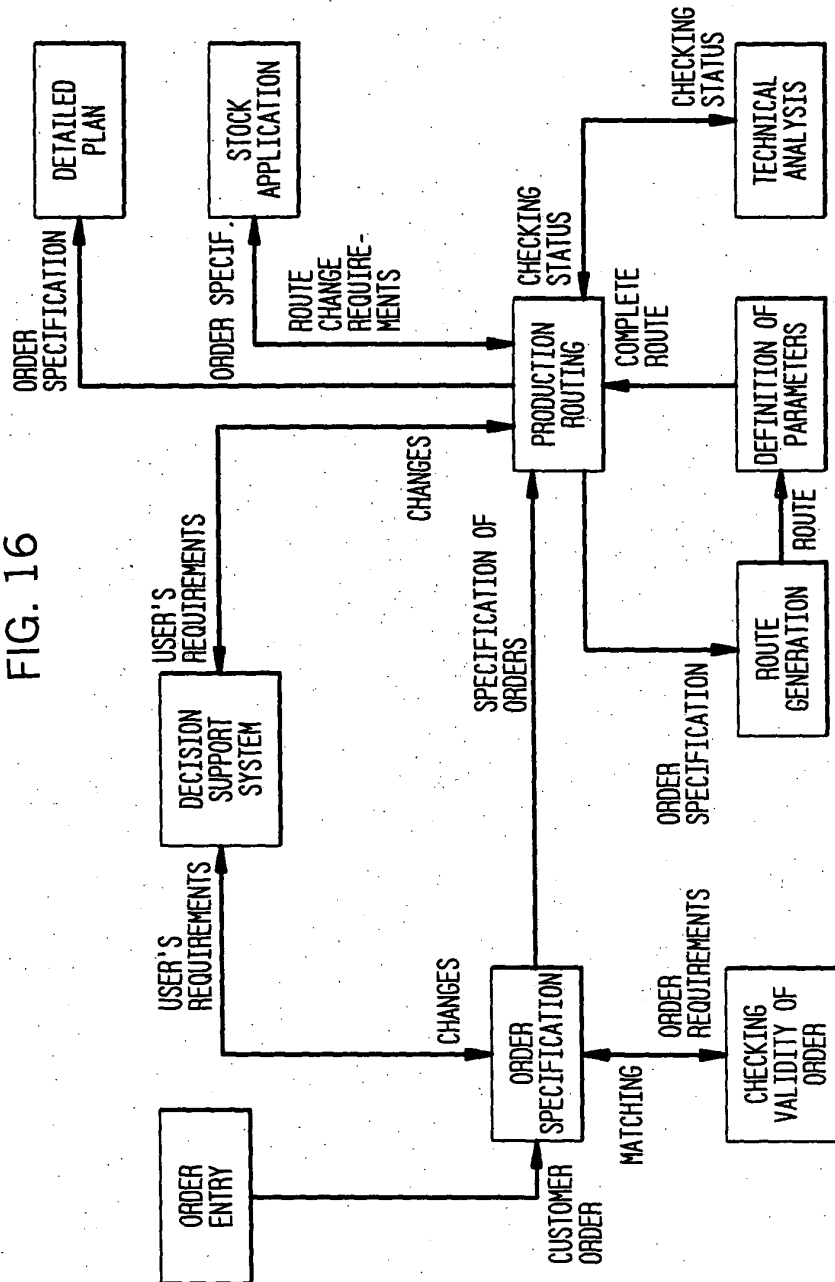 FIG. 16
ORDER
ENTRY
CUSTOMER
ORDER
ORDER
SPECIFICATION
MATCHING
ORDER
REQUIREMENTS
CHECKING
VALIDITY OF
ORDER
CHANGES
USER'S
REQUIREMENTS
DECISION
SUPPORT
SYSTEM
USER'S
REQUIREMENTS
CHANGES
SPECIFICATION OF
ORDERS
PRODUCTION
ROUTING
ORDER
SPECIFICATION
ROUTE
GENERATION
ROUTE
DEFINITION OF
PARAMETERS
COMPLETE
ROUTE
ORDER
SPECIFICATION
DETAILED
PLAN
ORDER SPECIF.
STOCK
APPLICATION
ROUTE
CHANGE
REQUIRE-
MENTS
CHECKING
STATUS
CHECKING
STATUS
TECHNICAL
ANALYSIS